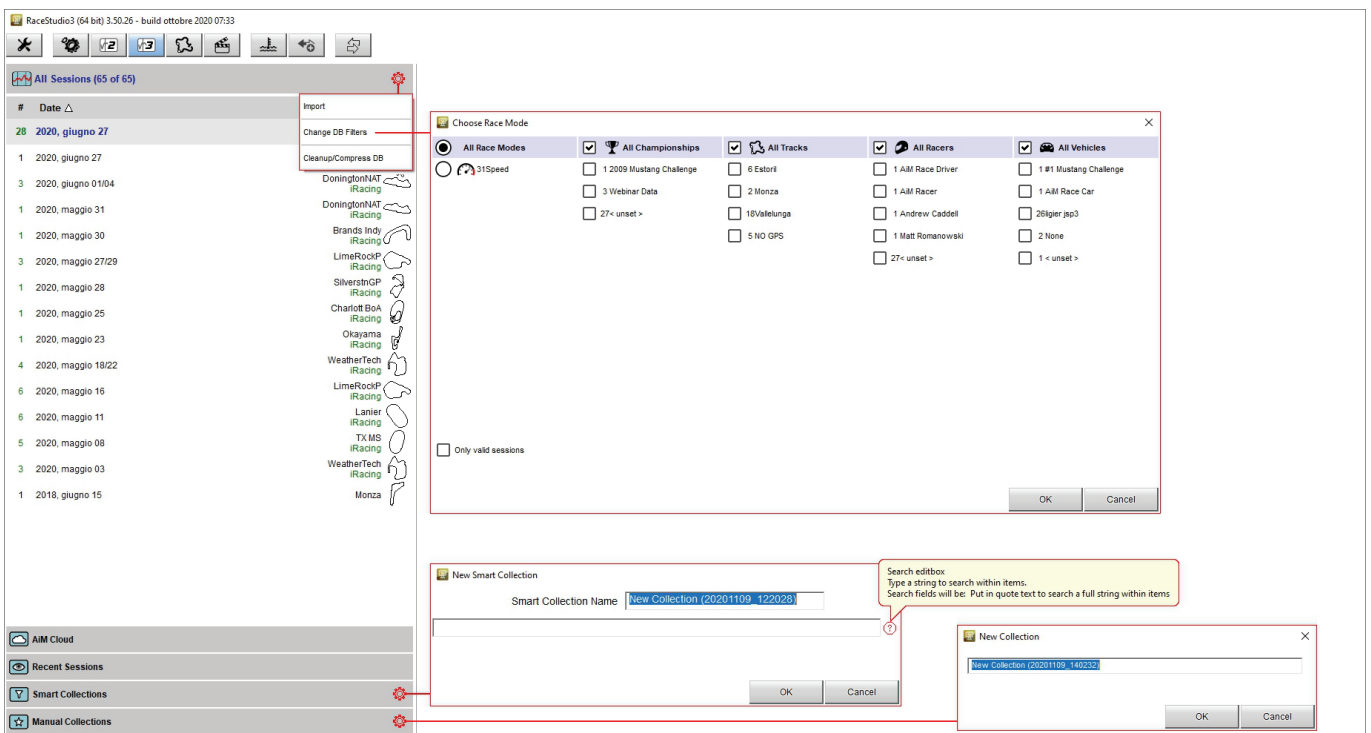 RaceStudio3 (64 bit) 3.50.26 - build ottobre 2020 07:33
All Sessions (65 of 65)
# Date △
28 2020, giugno 27
1 2020, giugno 27
3 2020, giugno 01/04 DoningtonNAT
iRacing
1 2020, maggio 31 DoningtonNAT
iRacing
1 2020, maggio 30 Brands Indy
iRacing
3 2020, maggio 27/29 LimeRockP
iRacing
1 2020, maggio 28 SilverstnGP
iRacing
1 2020, maggio 25 Charlott BoA
iRacing
1 2020, maggio 23 Okayama
iRacing
4 2020, maggio 18/22 WeatherTech
iRacing
6 2020, maggio 16 LimeRockP
iRacing
6 2020, maggio 11 Lanier
iRacing
5 2020, maggio 08 TX MS
iRacing
3 2020, maggio 03 WeatherTech
iRacing
1 2018, giugno 15 Monza
AiM Cloud
Recent Sessions
Smart Collections
Manual Collections
Import
Change DB Filters
Cleanup/Compress DB
Choose Race Mode
All Race Modes All Championships All Tracks All Racers All Vehicles
31Speed 1 2009 Mustang Challenge 6 Estoril 1 AiM Race Driver 1 #1 Mustang Challenge
3 Webinar Data 2 Monza 1 AiM Racer 1 AiM Race Car
27< unset > 18Vallelunga 1 Andrew Caddell 26ligier jsp3
5 NO GPS 1 Matt Romanowski 2 None
27< unset > 1 < unset >
Only valid sessions
OK Cancel
New Smart Collection
Smart Collection Name New Collection (20201109_122028)
?
OK Cancel
Search editbox
Type a string to search within items.
Search fields will be: Put in quote text to search a full string within items
New Collection
New Collection (20201109_140232)
OK Cancel